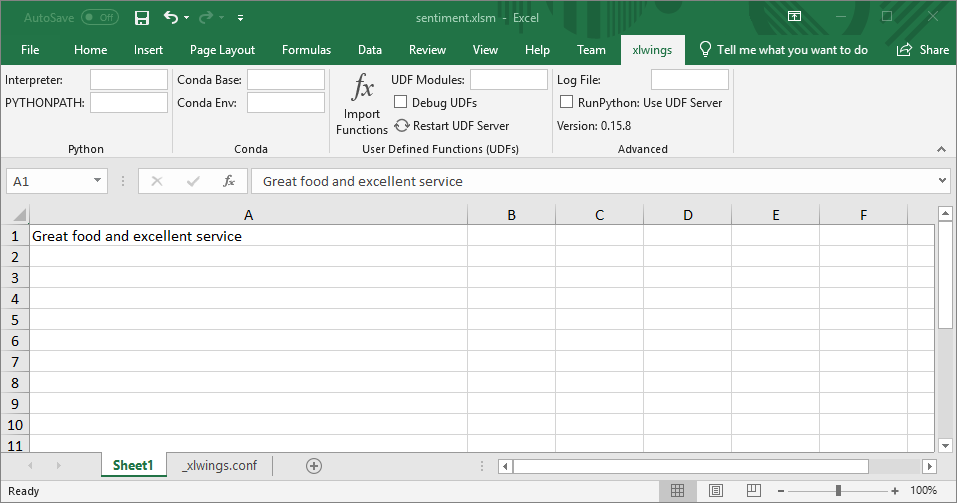 AutoSave Off sentiment.xlsm - Excel
File Home Insert Page Layout Formulas Data Review View Help Team xlwings Tell me what you want to do Share
Interpreter: Conda Base: fx UDF Modules: Log File:
PYTHONPATH: Conda Env: Debug UDFs RunPython: Use UDF Server
Import Functions Restart UDF Server Version: 0.15.8
Python Conda User Defined Functions (UDFs) Advanced
A1 fx Great food and excellent service
A B C D E F
1 Great food and excellent service
2
3
4
5
6
7
8
9
10
11
Sheet1 _xlwings.conf
Ready 100%